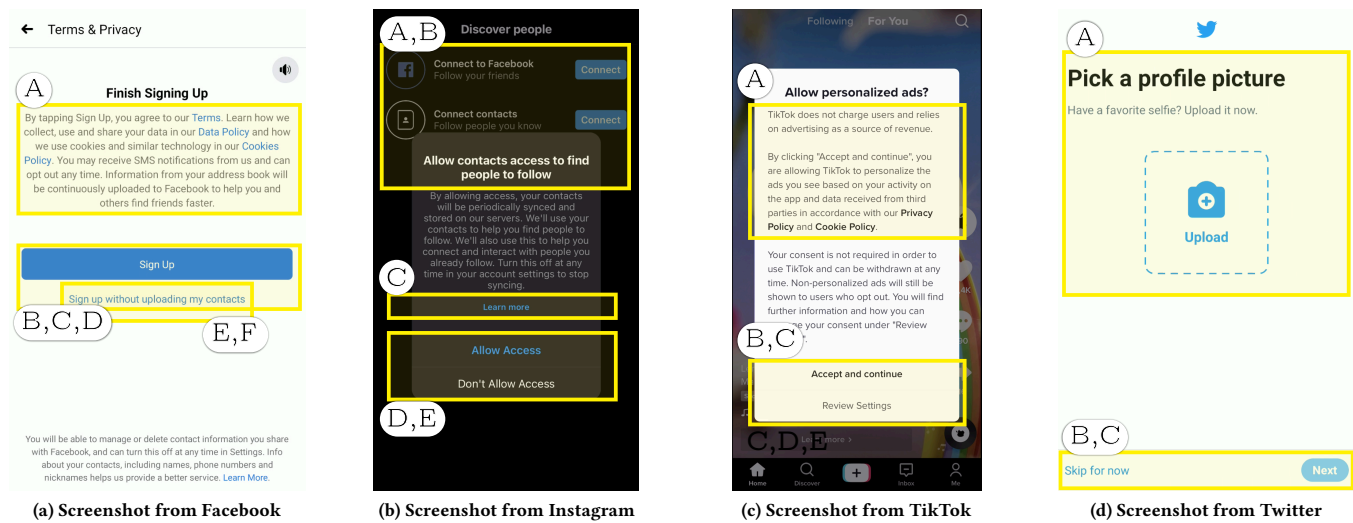 Terms & Privacy
Finish Signing Up
A
By tapping Sign Up, you agree to our Terms. Learn how we
collect, use and share your data in our Data Policy and how
we use cookies and similar technology in our Cookies
Policy. You may receive SMS notifications from us and can
opt out any time. Information from your address book will
be continuously uploaded to Facebook to help you and
others find friends faster.
Sign Up
Sign up without uploading my contacts
B,C,D
E,F
You will be able to manage or delete contact information you share
with Facebook, and can turn this off at any time in Settings. Info
about your contacts, including names, phone numbers and
nicknames helps us provide a better service. Learn More.
(a) Screenshot from Facebook
A,B
Discover people
Connect to Facebook
Follow your friends
Connect
Connect contacts
Follow people you know
Connect
Allow contacts access to find
people to follow
By allowing access, your contacts
will be periodically synced and
stored on our servers. We'll use your
contacts to help you find people to
follow. We'll also use this to help you
connect and interact with people you
already follow. Turn this off at any
time in your account settings to stop
syncing.
C
Learn more
Allow Access
Don't Allow Access
D,E
(b) Screenshot from Instagram
Following For You
A
Allow personalized ads?
TikTok does not charge users and relies
on advertising as a source of revenue.
By clicking "Accept and continue", you
are allowing TikTok to personalize the
ads you see based on your activity on
the app and data received from third
parties in accordance with our Privacy
Policy and Cookie Policy.
Your consent is not required in order to
use TikTok and can be withdrawn at any
time. Non-personalized ads will still be
shown to users who opt out. You will find
further information and how you can
your consent under "Review
B,C
Accept and continue
Review Settings
C,D,E
more >
Home
Discover
Inbox
Me
(c) Screenshot from TikTok
A
Pick a profile picture
Have a favorite selfie? Upload it now.
Upload
B,C
Skip for now
Next
(d) Screenshot from Twitter